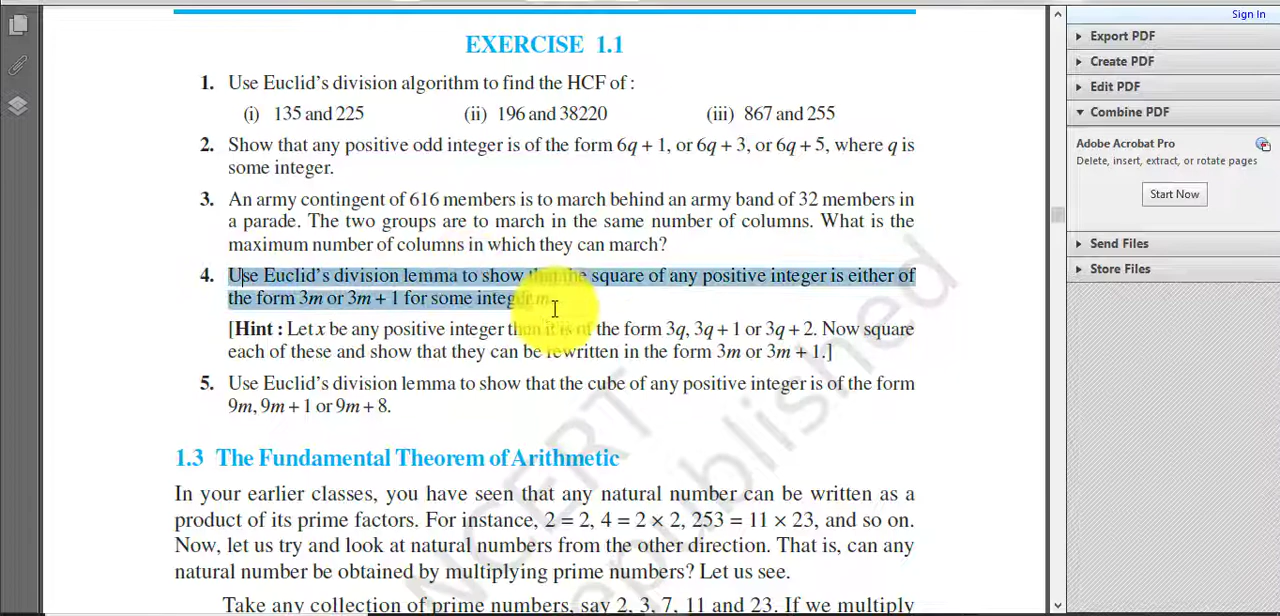 Sign In
EXERCISE 1.1
1. Use Euclid's division algorithm to find the HCF of :
(i) 135 and 225 (ii) 196 and 38220 (iii) 867 and 255
2. Show that any positive odd integer is of the form 6q + 1, or 6q + 3, or 6q + 5, where q is
some integer.
3. An army contingent of 616 members is to march behind an army band of 32 members in
a parade. The two groups are to march in the same number of columns. What is the
maximum number of columns in which they can march?
4. Use Euclid's division lemma to show that the square of any positive integer is either of
the form 3m or 3m + 1 for some integer m.
[Hint : Let x be any positive integer then it is of the form 3q, 3q + 1 or 3q + 2. Now square
each of these and show that they can be rewritten in the form 3m or 3m + 1.]
5. Use Euclid's division lemma to show that the cube of any positive integer is of the form
9m, 9m + 1 or 9m + 8.
1.3 The Fundamental Theorem of Arithmetic
In your earlier classes, you have seen that any natural number can be written as a
product of its prime factors. For instance, 2 = 2, 4 = 2 × 2, 253 = 11 × 23, and so on.
Now, let us try and look at natural numbers from the other direction. That is, can any
natural number be obtained by multiplying prime numbers? Let us see.
Take any collection of prime numbers, say 2, 3, 7, 11 and 23. If we multiply
NCERT
republished
Export PDF
Create PDF
Edit PDF
Combine PDF
Adobe Acrobat Pro
Delete, insert, extract, or rotate pages
Start Now
Send Files
Store Files